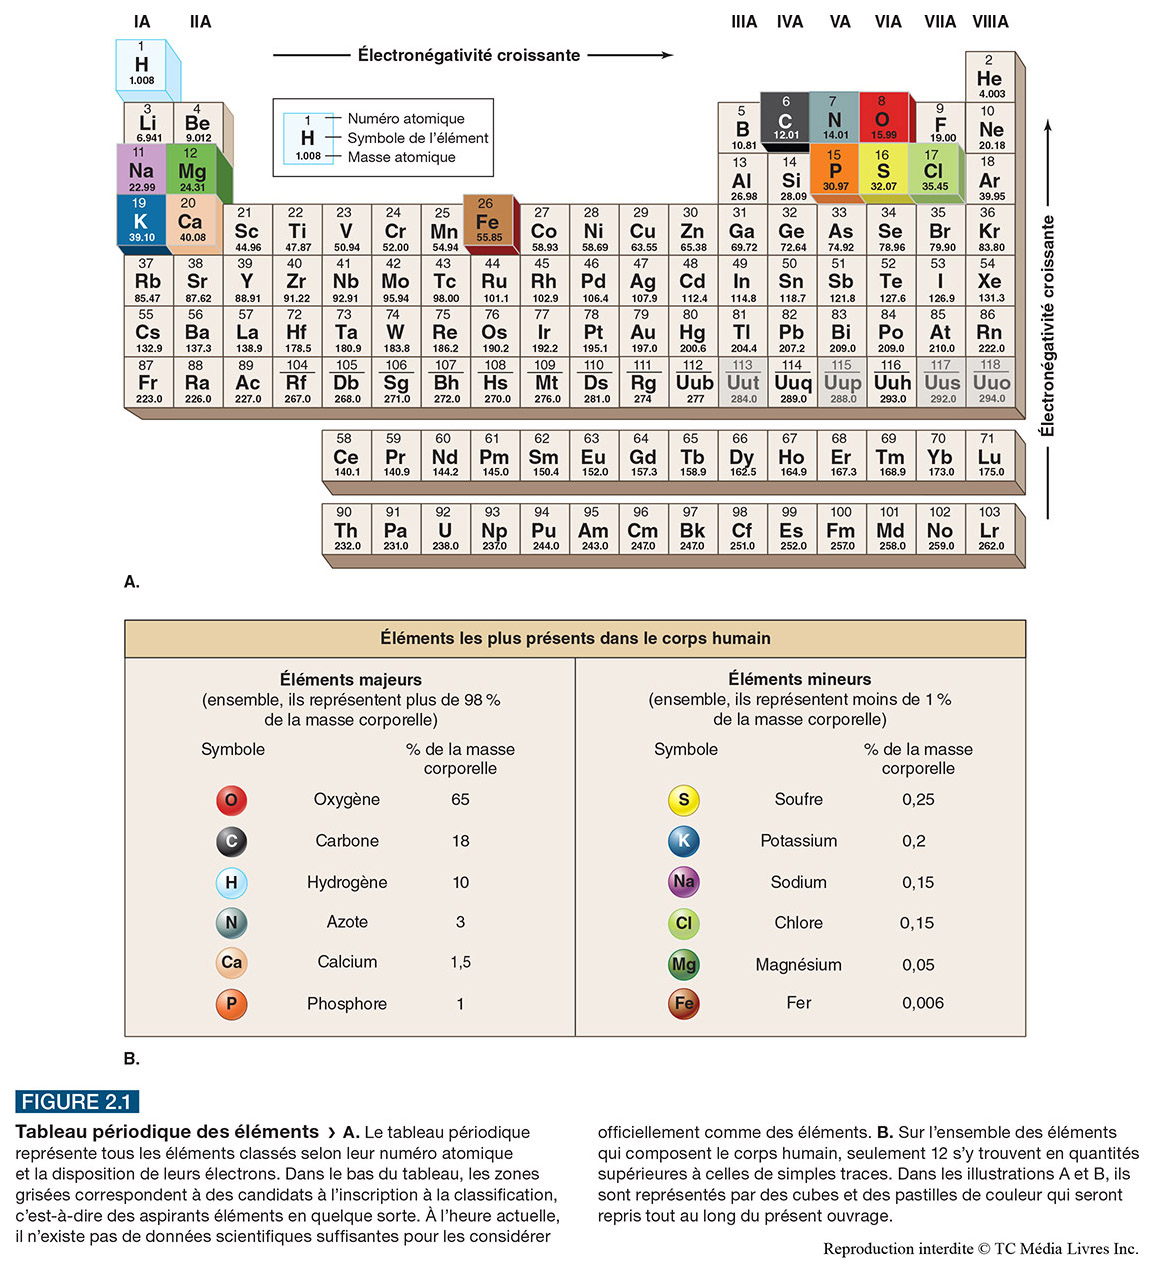 IA IIA IIIA IVA VA VIA VIIA VIIIA
Électronégativité croissante
1 H 1.008
2 He 4.003
1 Numéro atomique
H Symbole de l'élément
1.008 Masse atomique
3 Li 6.941 4 Be 9.012 5 B 10.81 6 C 12.01 7 N 14.01 8 O 15.99 9 F 19.00 10 Ne 20.18
11 Na 22.99 12 Mg 24.31 13 Al 26.98 14 Si 28.09 15 P 30.97 16 S 32.07 17 Cl 35.45 18 Ar 39.95
19 K 39.10 20 Ca 40.08 21 Sc 44.96 22 Ti 47.87 23 V 50.94 24 Cr 52.00 25 Mn 54.94 26 Fe 55.85 27 Co 58.93 28 Ni 58.69 29 Cu 63.55 30 Zn 65.38 31 Ga 69.72 32 Ge 72.64 33 As 74.92 34 Se 78.96 35 Br 79.90 36 Kr 83.80
37 Rb 85.47 38 Sr 87.62 39 Y 88.91 40 Zr 91.22 41 Nb 92.91 42 Mo 95.94 43 Tc 98.00 44 Ru 101.1 45 Rh 102.9 46 Pd 106.4 47 Ag 107.9 48 Cd 112.4 49 In 114.8 50 Sn 118.7 51 Sb 121.8 52 Te 127.6 53 I 126.9 54 Xe 131.3
55 Cs 132.9 56 Ba 137.3 57 La 138.9 72 Hf 178.5 73 Ta 180.9 74 W 183.8 75 Re 186.2 76 Os 190.2 77 Ir 192.2 78 Pt 195.1 79 Au 197.0 80 Hg 200.6 81 Tl 204.4 82 Pb 207.2 83 Bi 209.0 84 Po 209.0 85 At 210.0 86 Rn 222.0
87 Fr 223.0 88 Ra 226.0 89 Ac 227.0 104 Rf 267.0 105 Db 268.0 106 Sg 271.0 107 Bh 272.0 108 Hs 270.0 109 Mt 276.0 110 Ds 281.0 111 Rg 274 112 Uub 277 113 Uut 284.0 114 Uuq 289.0 115 Uup 288.0 116 Uuh 293.0 117 Uus 292.0 118 Uuo 294.0
Électronégativité croissante
58 Ce 140.1 59 Pr 140.9 60 Nd 144.2 61 Pm 145.0 62 Sm 150.4 63 Eu 152.0 64 Gd 157.3 65 Tb 158.9 66 Dy 162.5 67 Ho 164.9 68 Er 167.3 69 Tm 168.9 70 Yb 173.0 71 Lu 175.0
90 Th 232.0 91 Pa 231.0 92 U 238.0 93 Np 237.0 94 Pu 244.0 95 Am 243.0 96 Cm 247.0 97 Bk 247.0 98 Cf 251.0 99 Es 252.0 100 Fm 257.0 101 Md 258.0 102 No 259.0 103 Lr 262.0
A.
Éléments les plus présents dans le corps humain
Éléments majeurs
(ensemble, ils représentent plus de 98 %
de la masse corporelle)
Symbole % de la masse
corporelle
O Oxygène 65
C Carbone 18
H Hydrogène 10
N Azote 3
Ca Calcium 1,5
P Phosphore 1
Éléments mineurs
(ensemble, ils représentent moins de 1 %
de la masse corporelle)
Symbole % de la masse
corporelle
S Soufre 0,25
K Potassium 0,2
Na Sodium 0,15
Cl Chlore 0,15
Mg Magnésium 0,05
Fe Fer 0,006
B.
FIGURE 2.1
Tableau périodique des éléments › A. Le tableau périodique
représente tous les éléments classés selon leur numéro atomique
et la disposition de leurs électrons. Dans le bas du tableau, les zones
grisées correspondent à des candidats à l'inscription à la classification,
c'est-à-dire des aspirants éléments en quelque sorte. À l'heure actuelle,
il n'existe pas de données scientifiques suffisantes pour les considérer
officiellement comme des éléments. B. Sur l'ensemble des éléments
qui composent le corps humain, seulement 12 s'y trouvent en quantités
supérieures à celles de simples traces. Dans les illustrations A et B, ils
sont représentés par des cubes et des pastilles de couleur qui seront
repris tout au long du présent ouvrage.
Reproduction interdite © TC Média Livres Inc.